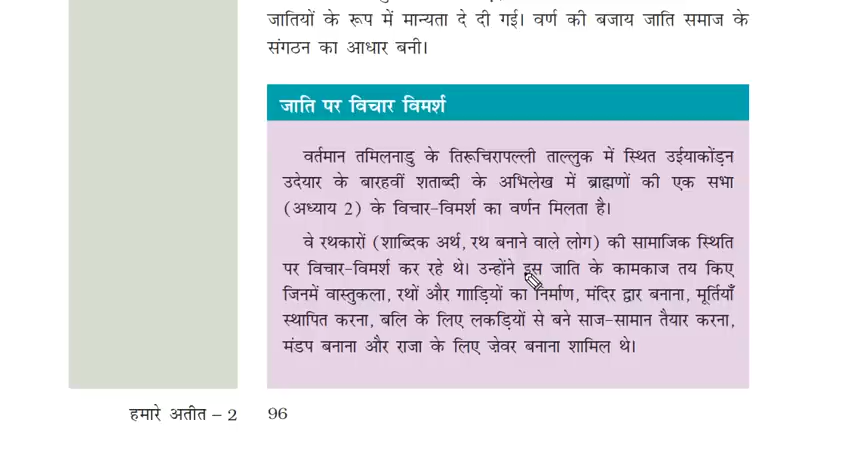 जातियों के रूप में मान्यता दे दी गई। वर्ण की बजाय जाति समाज के
संगठन का आधार बनी।
जाति पर विचार विमर्श
वर्तमान तमिलनाडु के तिरूचिरापल्ली ताल्लुक में स्थित उईयाकोंड़न
उदेयार के बारहवीं शताब्दी के अभिलेख में ब्राह्मणों की एक सभा
(अध्याय 2) के विचार-विमर्श का वर्णन मिलता है।
वे रथकारों (शाब्दिक अर्थ, रथ बनाने वाले लोग) की सामाजिक स्थिति
पर विचार-विमर्श कर रहे थे। उन्होंने इस जाति के कामकाज तय किए
जिनमें वास्तुकला, रथों और गााड़ियों का निर्माण, मंदिर द्वार बनाना, मूर्तियाँ
स्थापित करना, बलि के लिए लकड़ियों से बने साज-सामान तैयार करना,
मंडप बनाना और राजा के लिए ज़ेवर बनाना शामिल थे।
हमारे अतीत – 2 96